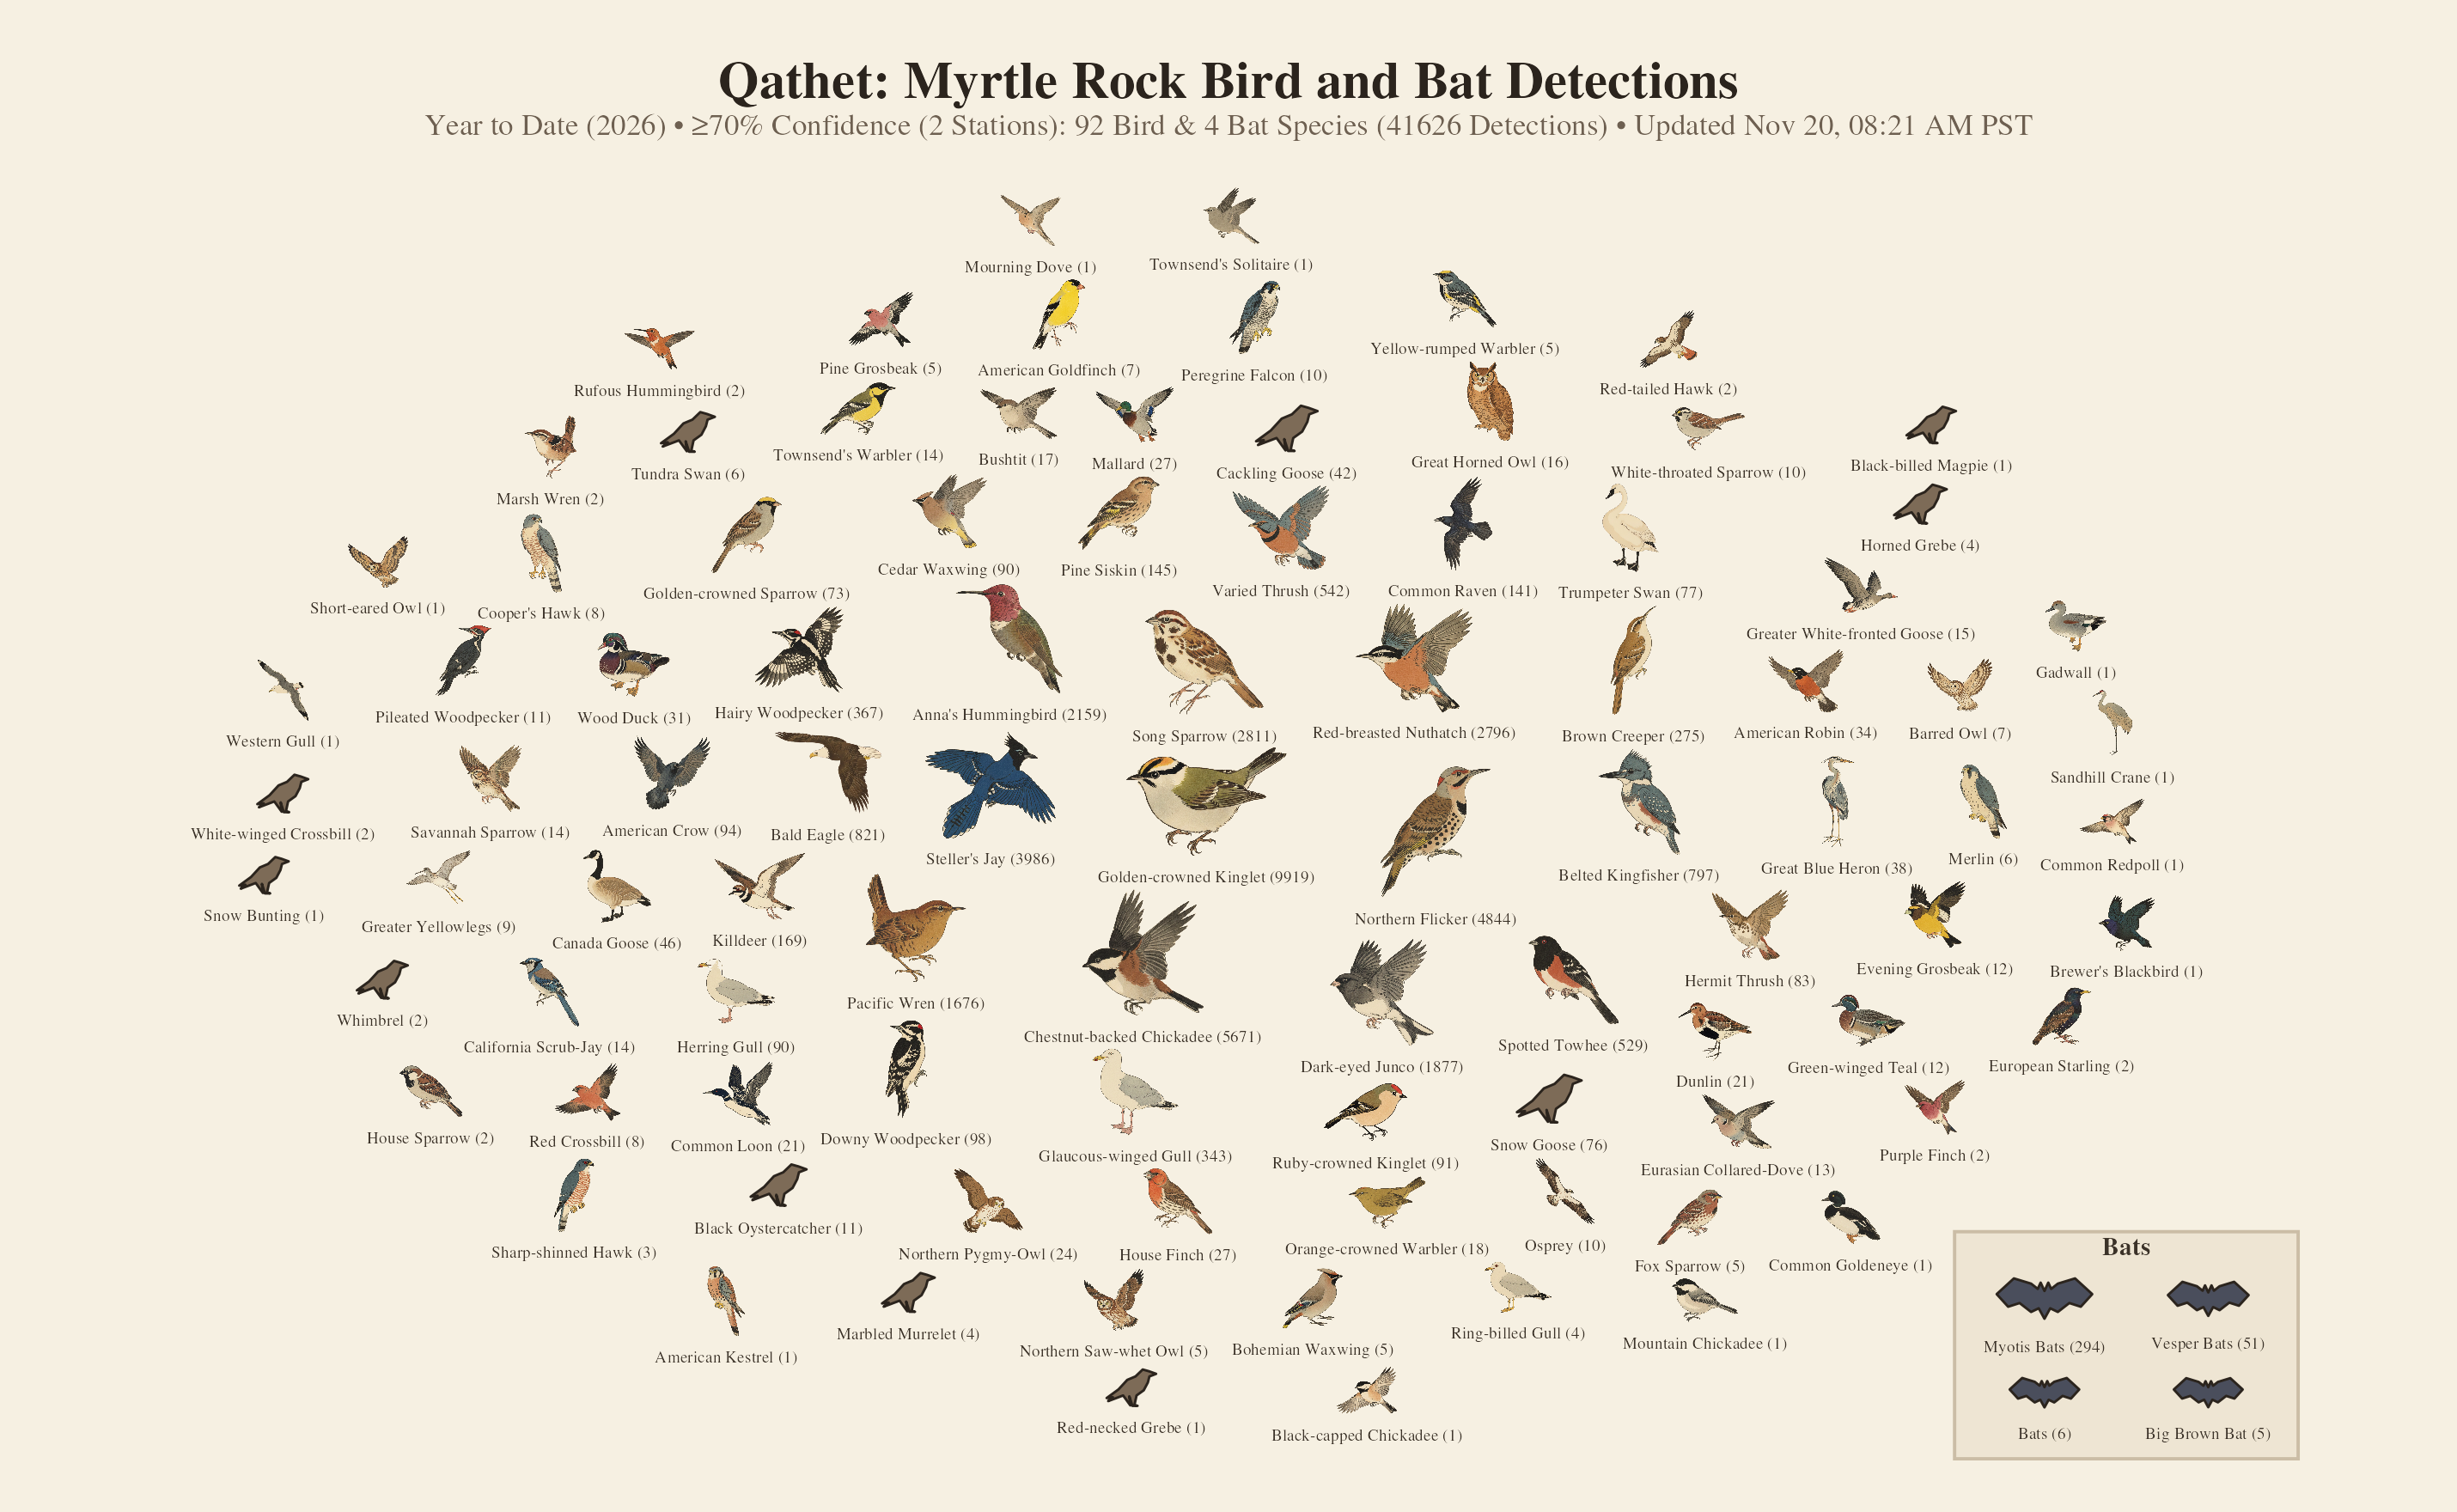 Qathet: Myrtle Rock Bird and Bat Detections
Year to Date (2026) • ≥70% Confidence (2 Stations): 92 Bird & 4 Bat Species (41626 Detections) • Updated Nov 20, 08:21 AM PST
Mourning Dove (1)
Townsend's Solitaire (1)
Yellow-rumped Warbler (5)
Pine Grosbeak (5)
American Goldfinch (7)
Peregrine Falcon (10)
Rufous Hummingbird (2)
Red-tailed Hawk (2)
Townsend's Warbler (14)
Bushtit (17)
Mallard (27)
Great Horned Owl (16)
Tundra Swan (6)
Cackling Goose (42)
White-throated Sparrow (10)
Black-billed Magpie (1)
Marsh Wren (2)
Horned Grebe (4)
Cedar Waxwing (90)
Pine Siskin (145)
Golden-crowned Sparrow (73)
Varied Thrush (542)
Common Raven (141)
Trumpeter Swan (77)
Short-eared Owl (1)
Cooper's Hawk (8)
Greater White-fronted Goose (15)
Gadwall (1)
Pileated Woodpecker (11)
Wood Duck (31)
Hairy Woodpecker (367)
Anna's Hummingbird (2159)
Song Sparrow (2811)
Red-breasted Nuthatch (2796)
Brown Creeper (275)
American Robin (34)
Barred Owl (7)
Western Gull (1)
Sandhill Crane (1)
White-winged Crossbill (2)
Savannah Sparrow (14)
American Crow (94)
Bald Eagle (821)
Steller's Jay (3986)
Golden-crowned Kinglet (9919)
Belted Kingfisher (797)
Great Blue Heron (38)
Merlin (6)
Common Redpoll (1)
Snow Bunting (1)
Greater Yellowlegs (9)
Canada Goose (46)
Killdeer (169)
Northern Flicker (4844)
Hermit Thrush (83)
Evening Grosbeak (12)
Brewer's Blackbird (1)
Pacific Wren (1676)
Whimbrel (2)
California Scrub-Jay (14)
Herring Gull (90)
Chestnut-backed Chickadee (5671)
Dark-eyed Junco (1877)
Spotted Towhee (529)
Dunlin (21)
Green-winged Teal (12)
European Starling (2)
House Sparrow (2)
Red Crossbill (8)
Common Loon (21)
Downy Woodpecker (98)
Glaucous-winged Gull (343)
Ruby-crowned Kinglet (91)
Snow Goose (76)
Eurasian Collared-Dove (13)
Purple Finch (2)
Sharp-shinned Hawk (3)
Black Oystercatcher (11)
Northern Pygmy-Owl (24)
House Finch (27)
Orange-crowned Warbler (18)
Osprey (10)
Fox Sparrow (5)
Common Goldeneye (1)
American Kestrel (1)
Marbled Murrelet (4)
Northern Saw-whet Owl (5)
Bohemian Waxwing (5)
Ring-billed Gull (4)
Mountain Chickadee (1)
Red-necked Grebe (1)
Black-capped Chickadee (1)
Bats
Myotis Bats (294)
Vesper Bats (51)
Bats (6)
Big Brown Bat (5)